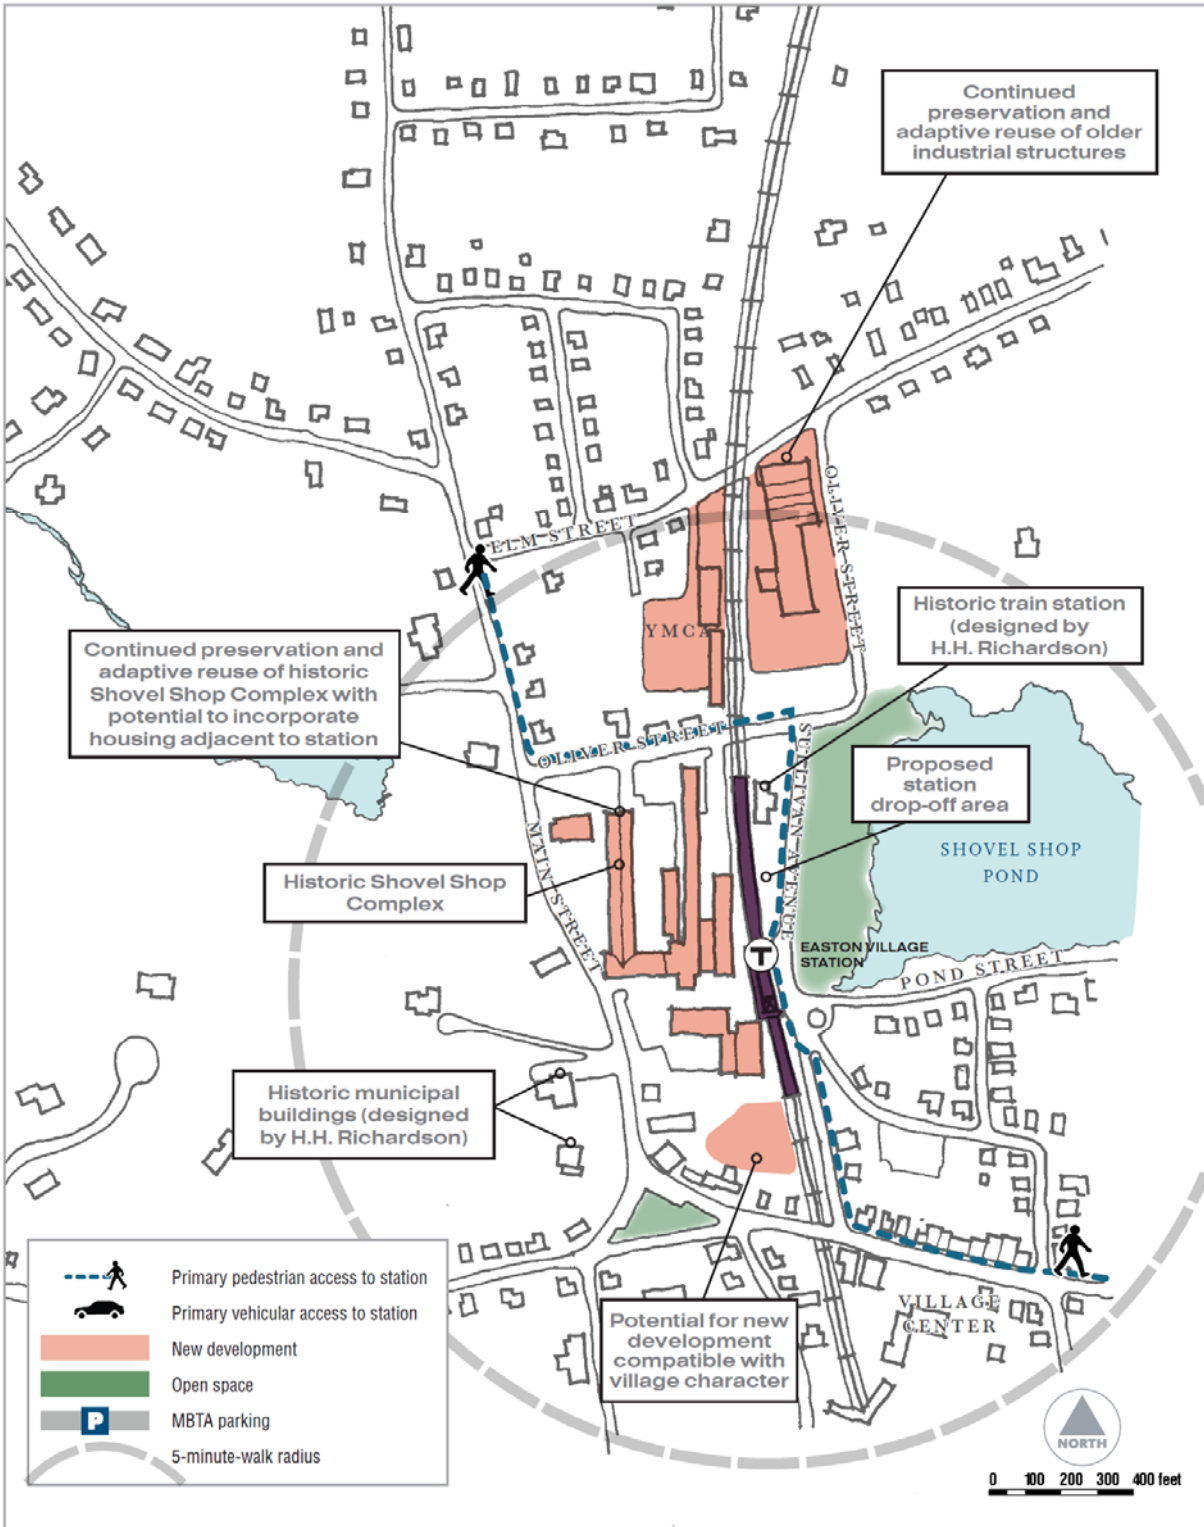 Continued
preservation and
adaptive reuse of older
industrial structures
ELM STREET
OLIVER STREET
Historic train station
(designed by
H.H. Richardson)
YMCA
Continued preservation and
adaptive reuse of historic
Shovel Shop Complex with
potential to incorporate
housing adjacent to station
OLIVER STREET
SULLIVAN AVENUE
Proposed
station
drop-off area
MAIN STREET
SHOVEL SHOP
POND
Historic Shovel Shop
Complex
T
EASTON VILLAGE
STATION
POND STREET
Historic municipal
buildings (designed
by H.H. Richardson)
VILLAGE
CENTER
Potential for new
development
compatible with
village character
Primary pedestrian access to station
Primary vehicular access to station
New development
Open space
P
MBTA parking
5-minute-walk radius
NORTH
0 100 200 300 400 feet